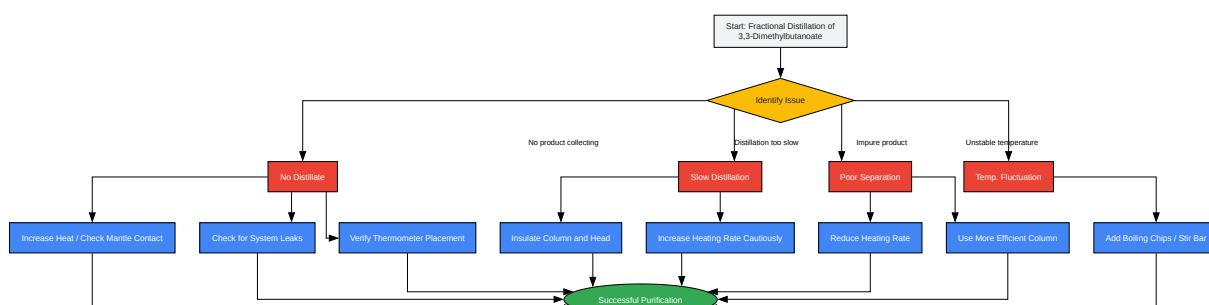 Start: Fractional Distillation of
3,3-Dimethylbutanoate
Identify Issue
No product collecting
Distillation too slow
Impure product
Unstable temperature
No Distillate
Slow Distillation
Poor Separation
Temp. Fluctuation
Increase Heat / Check Mantle Contact
Check for System Leaks
Verify Thermometer Placement
Insulate Column and Head
Increase Heating Rate Cautiously
Reduce Heating Rate
Use More Efficient Column
Add Boiling Chips / Stir Bar
Successful Purification